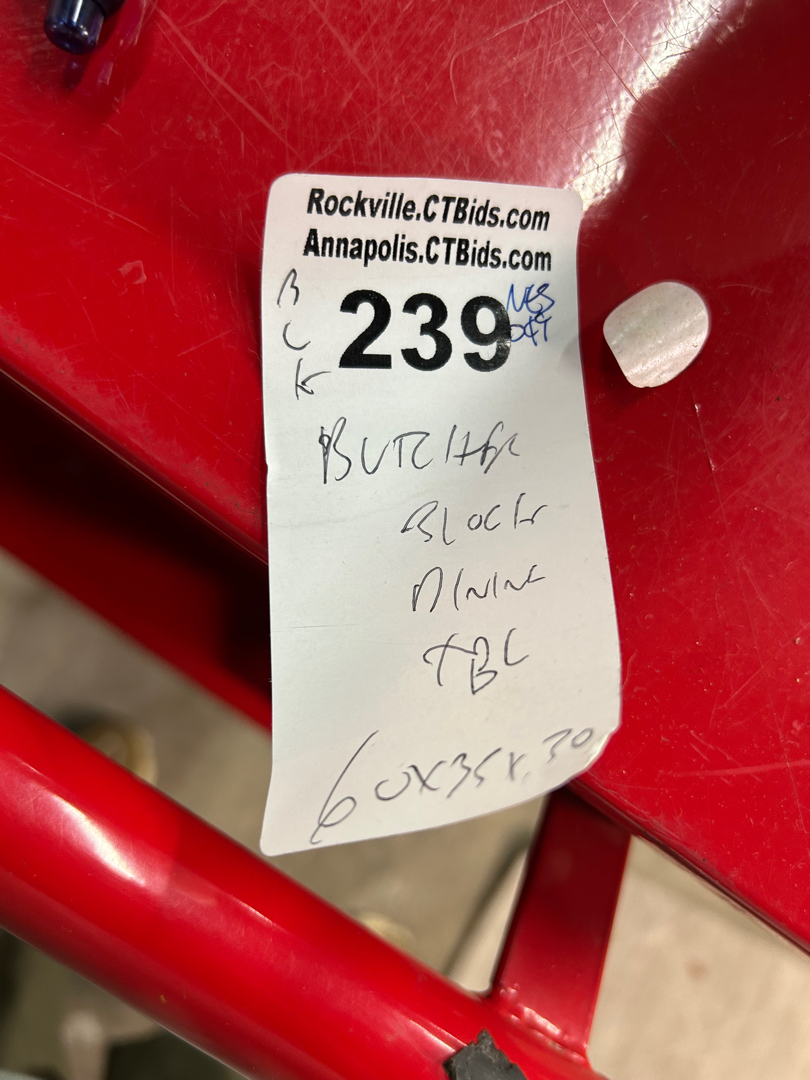 Rockville.CTBids.com
Annapolis.CTBids.com
239
B
L
K
BUTCHER
BLOCK
DINING
TBL
60X35X30